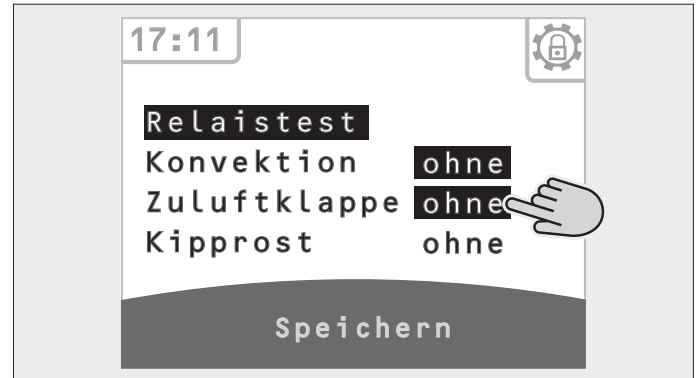 17:11
Relaistest
Konvektion ohne
Zuluftklappe ohne
Kipprost ohne
Speichern